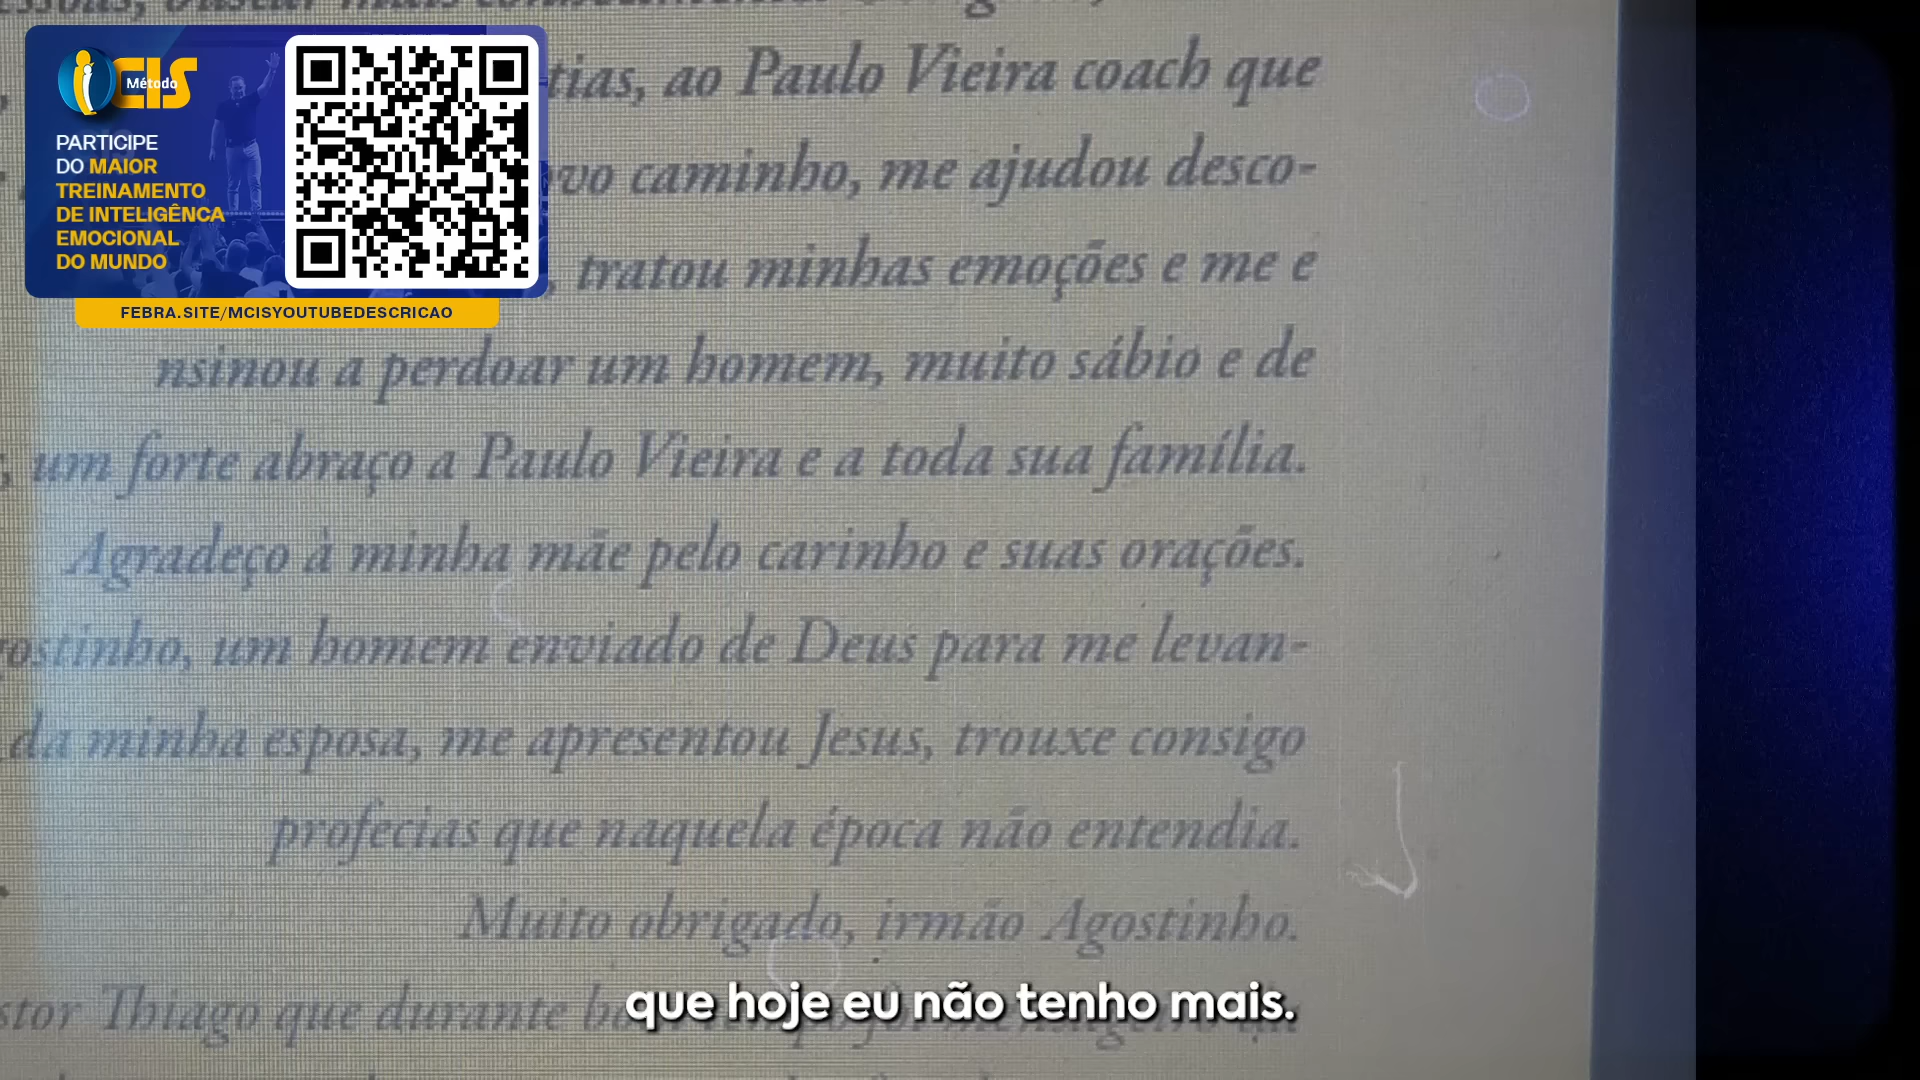 Método
CIS
PARTICIPE
DO MAIOR
TREINAMENTO
DE INTELIGÊNCA
EMOCIONAL
DO MUNDO
FEBRA.SITE/MCISYOUTUBEDESCRICAO
tias, ao Paulo Vieira coach que
vo caminho, me ajudou desco-
tratou minhas emoções e me e
nsinou a perdoar um homem, muito sábio e de
um forte abraço a Paulo Vieira e a toda sua família.
Agradeço à minha mãe pelo carinho e suas orações.
ostinho, um homem enviado de Deus para me levan-
da minha esposa, me apresentou Jesus, trouxe consigo
profecias que naquela época não entendia.
Muito obrigado, irmão Agostinho.
stor Thiago que durante
que hoje eu não tenho mais.